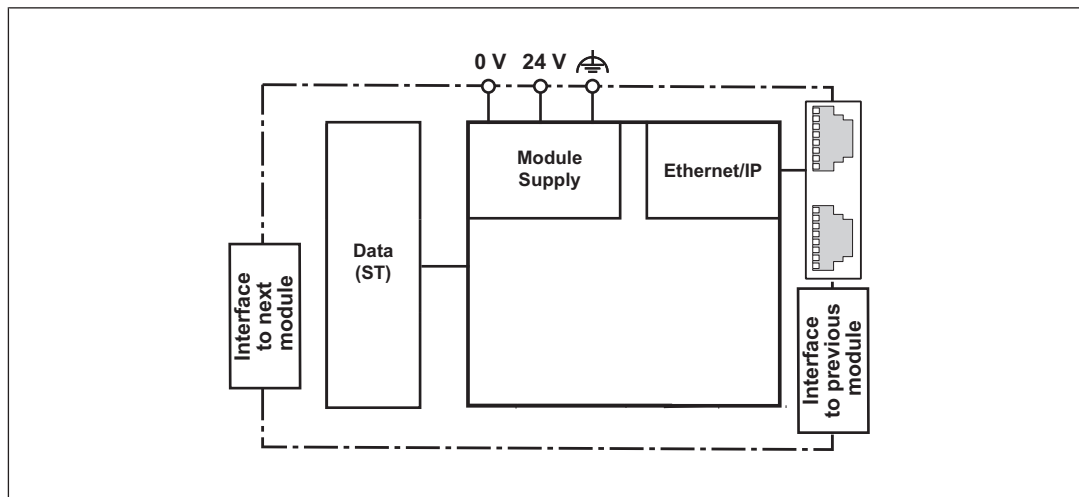 0 V 24 V
Module
Supply
Ethernet/IP
Data
(ST)
Interface
to next
module
Interface
to previous
module